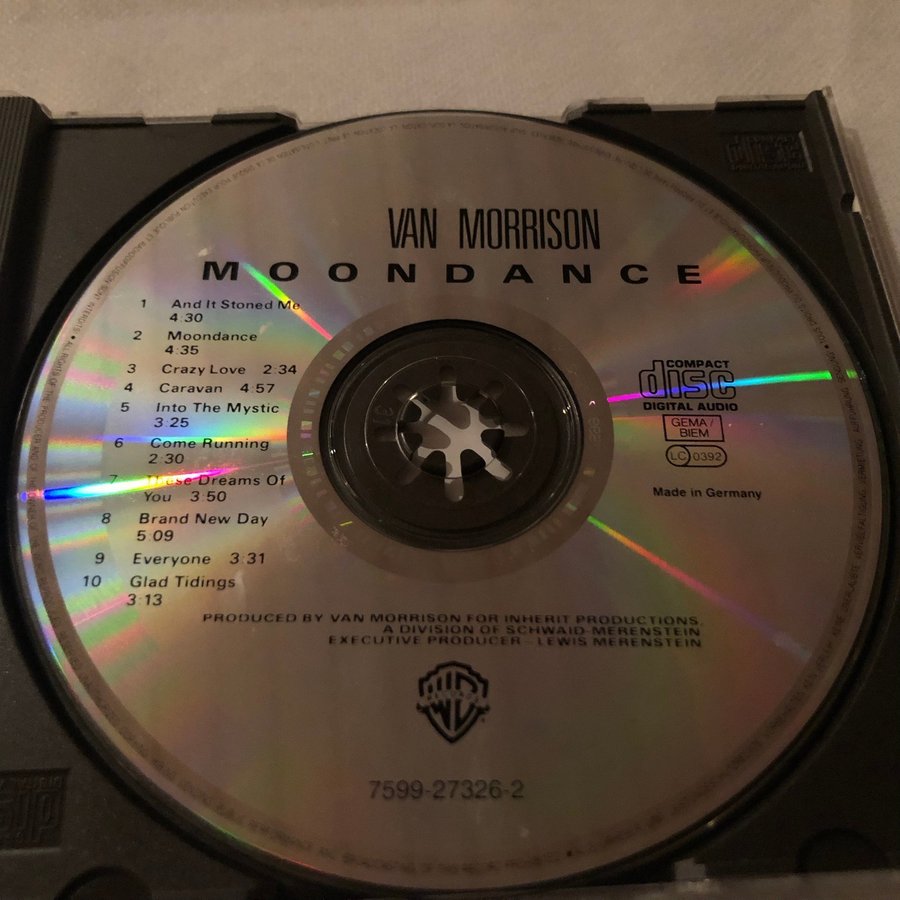 VAN MORRISON
MOONDANCE
1 And It Stoned Me
4:30
2 Moondance
4:35
3 Crazy Love 2:34
4 Caravan 4:57
5 Into The Mystic
3:25
6 Come Running
2:30
7 These Dreams Of
You 3:50
8 Brand New Day
5:09
9 Everyone 3:31
10 Glad Tidings
3:13
COMPACT
disc
DIGITAL AUDIO
GEMA/
BIEM
LC 0392
Made in Germany
PRODUCED BY VAN MORRISON FOR INHERIT PRODUCTIONS,
A DIVISION OF SCHWAID-MERENSTEIN
EXECUTIVE PRODUCER – LEWIS MERENSTEIN
7599-27326-2